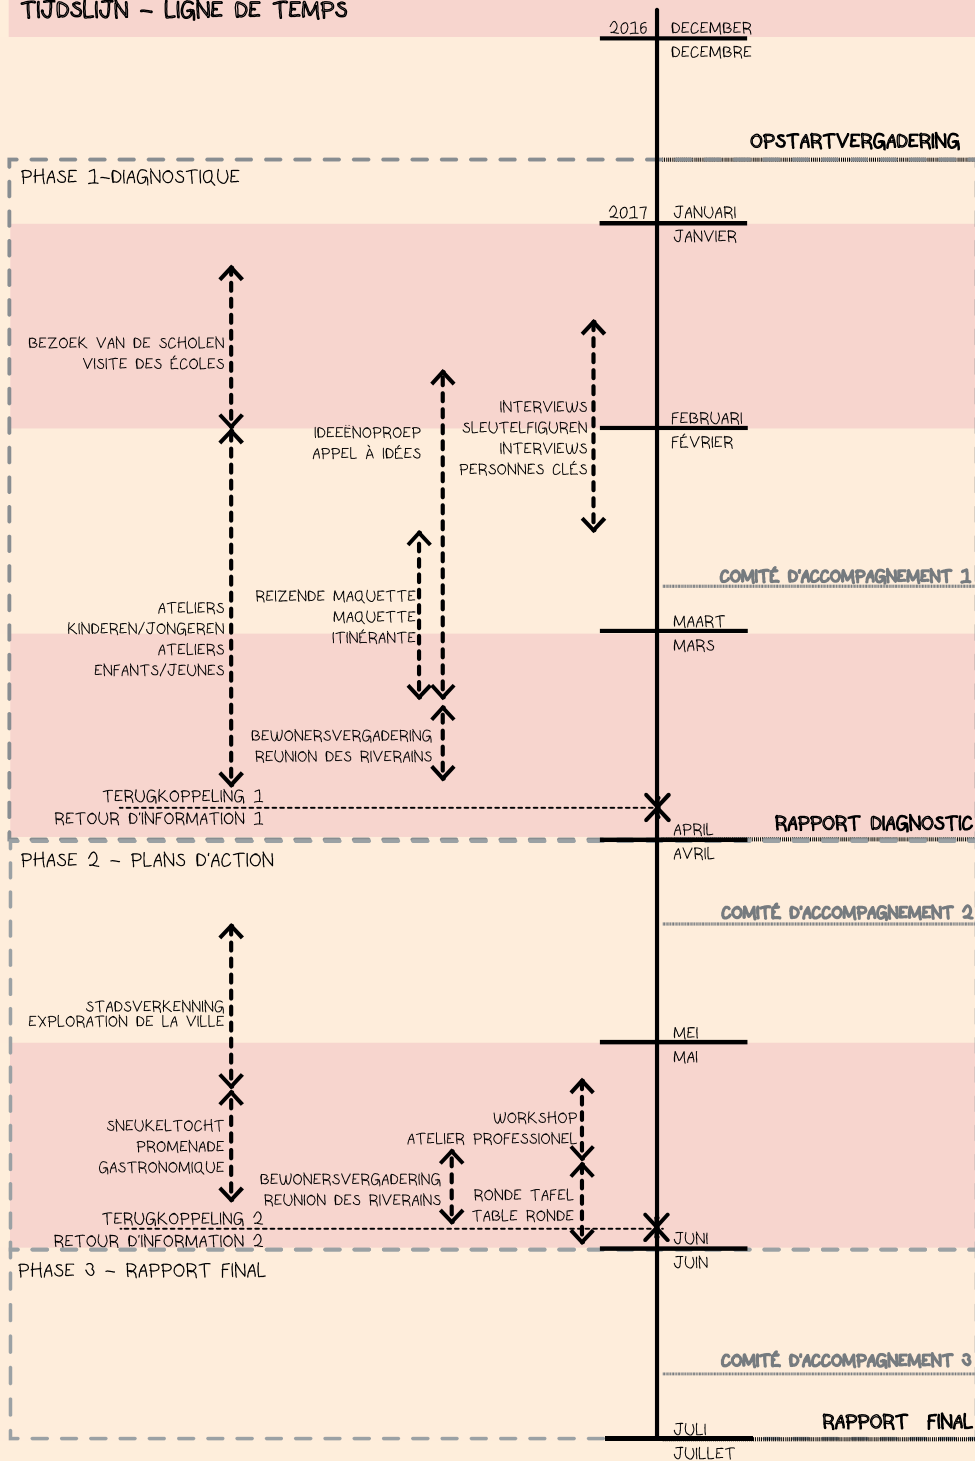 TIJDSLIJN – LIGNE DE TEMPS
2016 DECEMBER
DECEMBRE
OPSTARTVERGADERING
PHASE 1-DIAGNOSTIQUE
2017 JANUARI
JANVIER
BEZOEK VAN DE SCHOLEN
VISITE DES ÉCOLES
INTERVIEWS
SLEUTELFIGUREN
INTERVIEWS
PERSONNES CLÉS
IDEEËNOPROEP
APPEL À IDÉES
FEBRUARI
FÉVRIER
COMITÉ D'ACCOMPAGNEMENT 1
REIZENDE MAQUETTE
MAQUETTE
ITINÉRANTE
ATELIERS
KINDEREN/JONGEREN
ATELIERS
ENFANTS/JEUNES
MAART
MARS
BEWONERSVERGADERING
REUNION DES RIVERAINS
TERUGKOPPELING 1
RETOUR D'INFORMATION 1
RAPPORT DIAGNOSTIC
APRIL
AVRIL
PHASE 2 – PLANS D'ACTION
COMITÉ D'ACCOMPAGNEMENT 2
STADSVERKENNING
EXPLORATION DE LA VILLE
MEI
MAI
WORKSHOP
ATELIER PROFESSIONEL
SNEUKELTOCHT
PROMENADE
GASTRONOMIQUE
BEWONERSVERGADERING
REUNION DES RIVERAINS
RONDE TAFEL
TABLE RONDE
TERUGKOPPELING 2
RETOUR D'INFORMATION 2
JUNI
JUIN
PHASE 3 – RAPPORT FINAL
COMITÉ D'ACCOMPAGNEMENT 3
RAPPORT FINAL
JULI
JUILLET